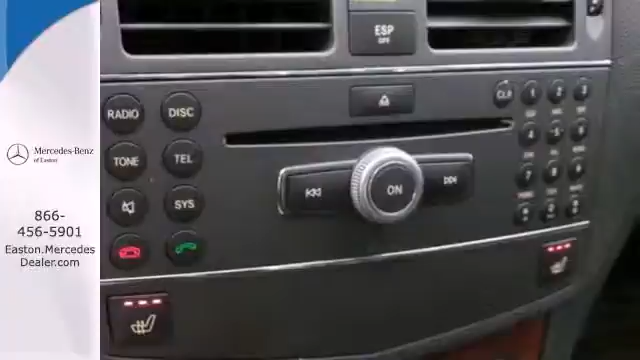 Mercedes-Benz
of Easton
866-
456-5901
Easton.Mercedes
Dealer.com
ESP
OFF
RADIO
DISC
TONE
TEL
SYS
ON
CLR
1
2
3
4
5
6
7
8
9
0